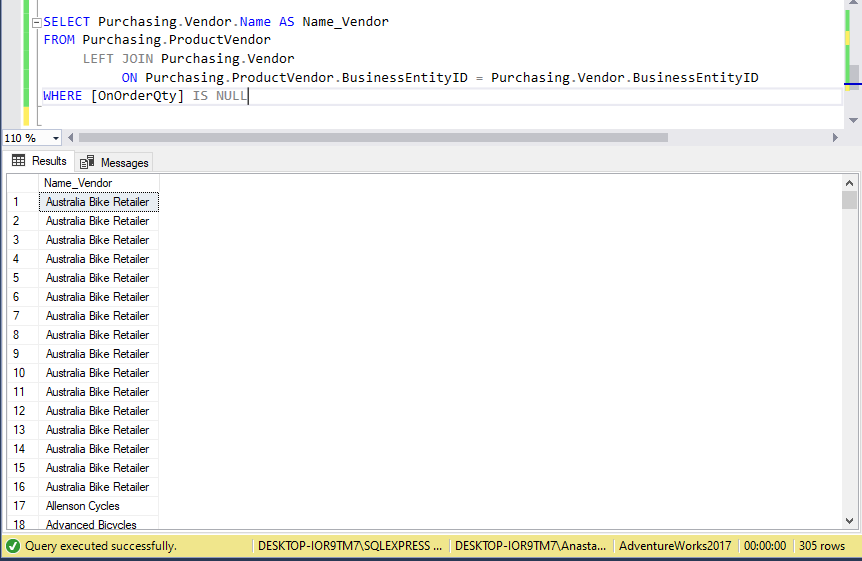 SELECT Purchasing.Vendor.Name AS Name_Vendor
FROM Purchasing.ProductVendor
LEFT JOIN Purchasing.Vendor
ON Purchasing.ProductVendor.BusinessEntityID = Purchasing.Vendor.BusinessEntityID
WHERE [OnOrderQty] IS NULL
110 %
Results Messages
Name_Vendor
1 Australia Bike Retailer
2 Australia Bike Retailer
3 Australia Bike Retailer
4 Australia Bike Retailer
5 Australia Bike Retailer
6 Australia Bike Retailer
7 Australia Bike Retailer
8 Australia Bike Retailer
9 Australia Bike Retailer
10 Australia Bike Retailer
11 Australia Bike Retailer
12 Australia Bike Retailer
13 Australia Bike Retailer
14 Australia Bike Retailer
15 Australia Bike Retailer
16 Australia Bike Retailer
17 Allenson Cycles
18 Advanced Bicycles
Query executed successfully. DESKTOP-IOR9TM7\SQLEXPRESS ... DESKTOP-IOR9TM7\Anasta... AdventureWorks2017 00:00:00 305 rows